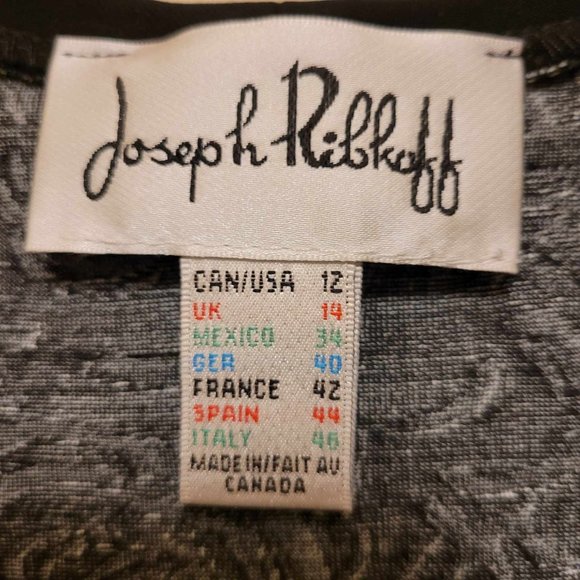 Joseph Ribkoff
CAN/USA 12
UK 14
MEXICO 34
GER 40
FRANCE 42
SPAIN 44
ITALY 46
MADE IN/FAIT AU
CANADA